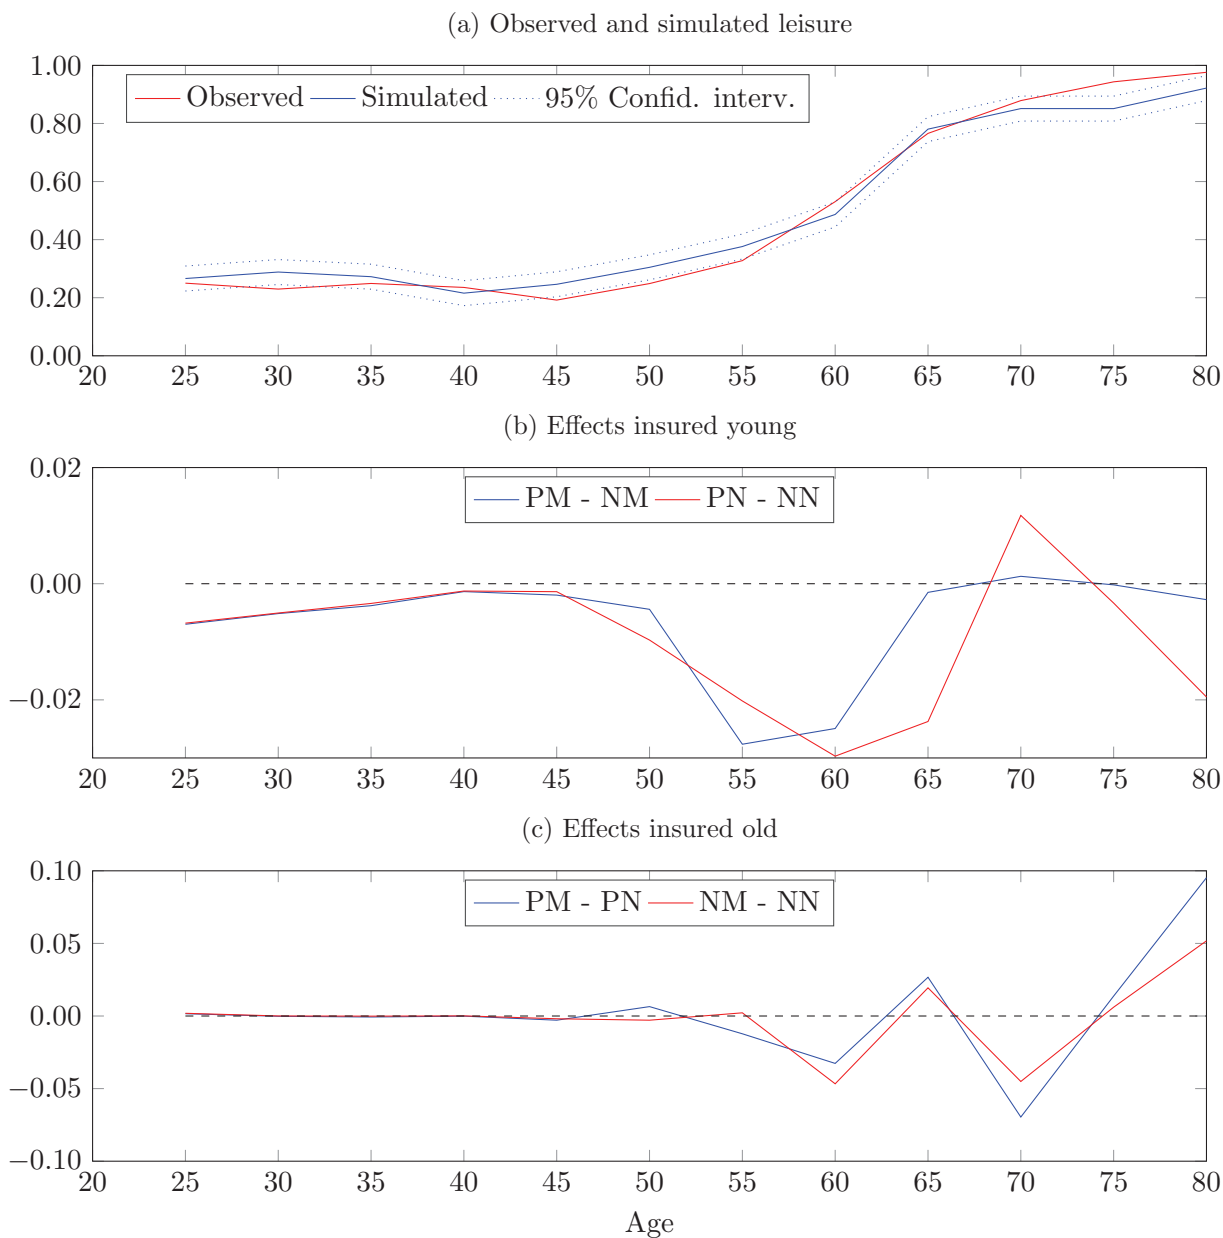 (a) Observed and simulated leisure
1.00
Observed Simulated 95% Confid. interv.
0.80
0.60
0.40
0.20
0.00
20 25 30 35 40 45 50 55 60 65 70 75 80
(b) Effects insured young
0.02
PM - NM PN - NN
0.00
−0.02
20 25 30 35 40 45 50 55 60 65 70 75 80
(c) Effects insured old
0.10
PM - PN NM - NN
0.05
0.00
−0.05
−0.10
20 25 30 35 40 45 50 55 60 65 70 75 80
Age